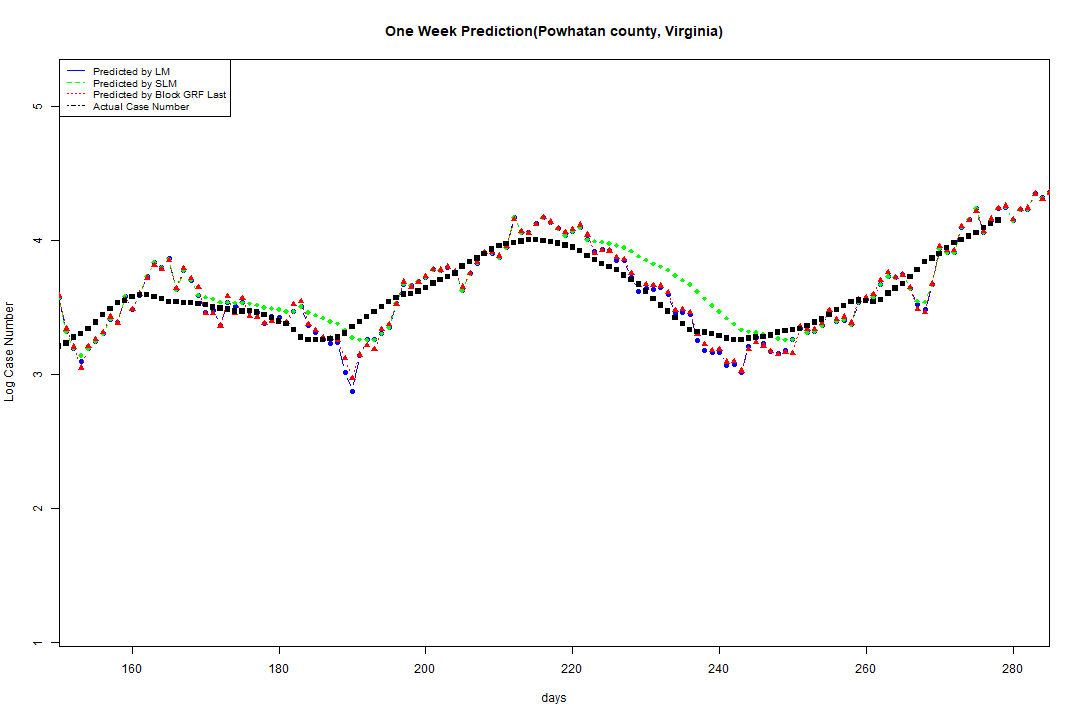 One Week Prediction(Powhatan county, Virginia)
Predicted by LM
Predicted by SLM
Predicted by Block GRF Last
Actual Case Number
5
4
3
2
1
Log Case Number
160 180 200 220 240 260 280
days